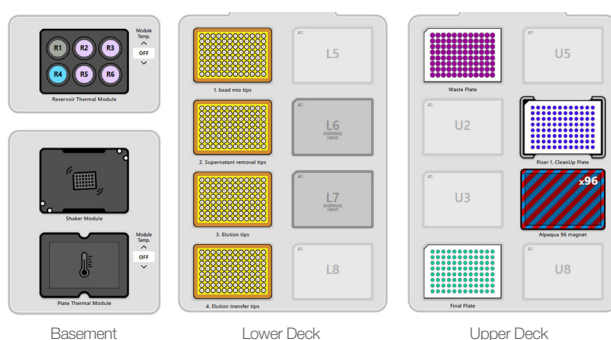 R1 R2 R3
R4 R5 R6
Reservoir Thermal Module
Module
Temp.
OFF
Shaker Module
Plate Thermal Module
Module
Temp.
OFF
Basement
1. bead mix tips
A1
L5
2. Supernatant removal tips
A1
L6
DISPENSE
HEAD
3. Elution tips
A1
L7
DISPENSE
HEAD
4. Elution transfer tips
A1
L8
Lower Deck
Waste Plate
A1
U5
A1
U2
Riser 1, CleanUp Plate
A1
U3
x96
Alpaqua 96 magnet
Final Plate
A1
U8
Upper Deck